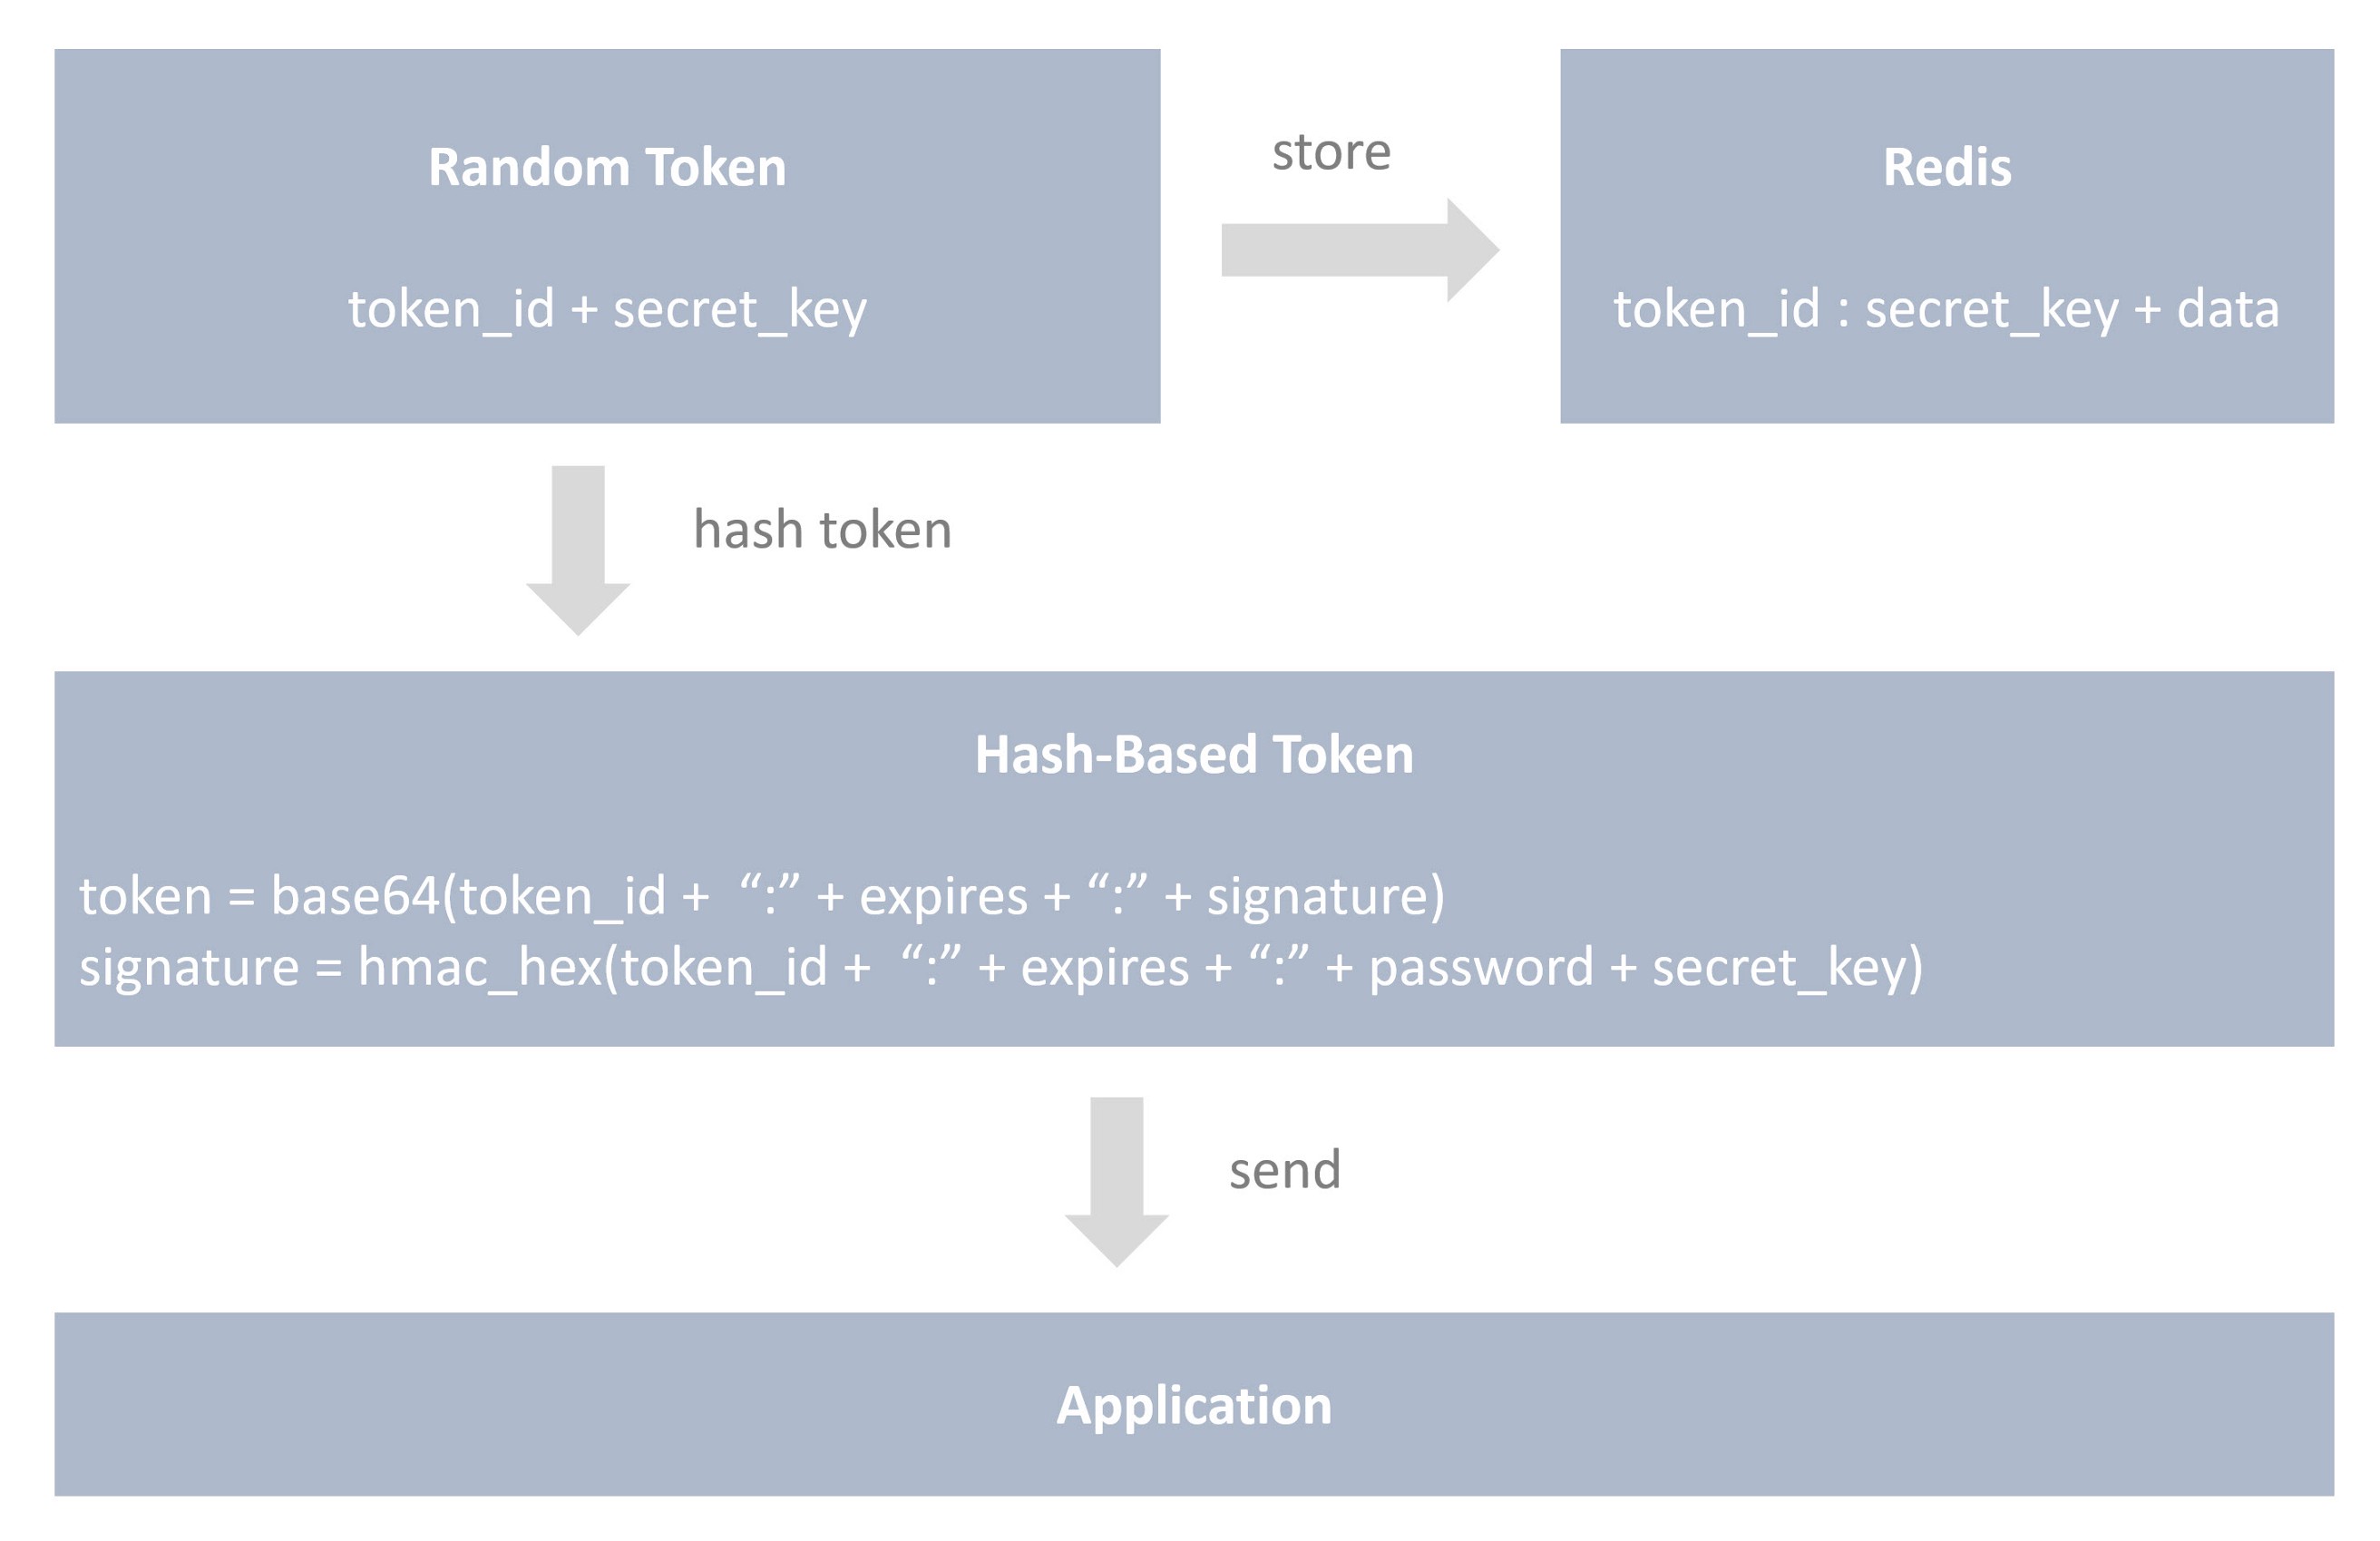 Random Token
token_id + secret_key
store
Redis
token_id : secret_key + data
hash token
Hash-Based Token
token = base64(token_id + “:” + expires + “:” + signature)
signature = hmac_hex(token_id + “:” + expires + “:” + password + secret_key)
send
Application